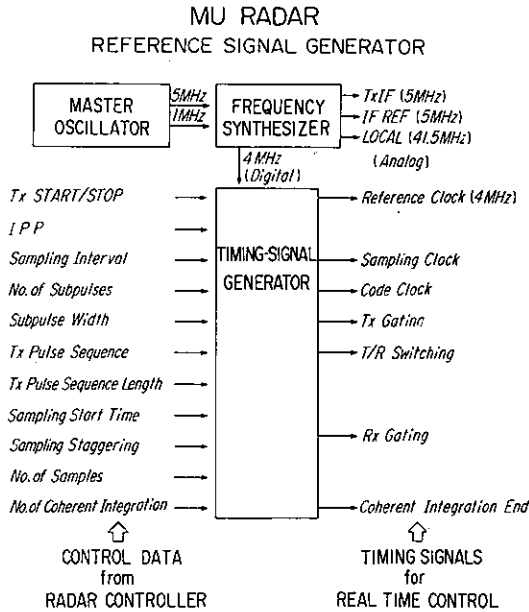 MU RADAR
REFERENCE SIGNAL GENERATOR
MASTER
OSCILLATOR
5MHz
1MHz
FREQUENCY
SYNTHESIZER
TxIF (5MHz)
IF REF (5MHz)
LOCAL (41.5MHz)
(Analog)
4MHz
(Digital)
TIMING-SIGNAL
GENERATOR
Tx START/STOP
IPP
Sampling Interval
No. of Subpulses
Subpulse Width
Tx Pulse Sequence
Tx Pulse Sequence Length
Sampling Start Time
Sampling Staggering
No. of Samples
No. of Coherent Integration
Reference Clock (4MHz)
Sampling Clock
Code Clock
Tx Gating
T/R Switching
Rx Gating
Coherent Integration End
CONTROL DATA
from
RADAR CONTROLLER
TIMING SIGNALS
for
REAL TIME CONTROL